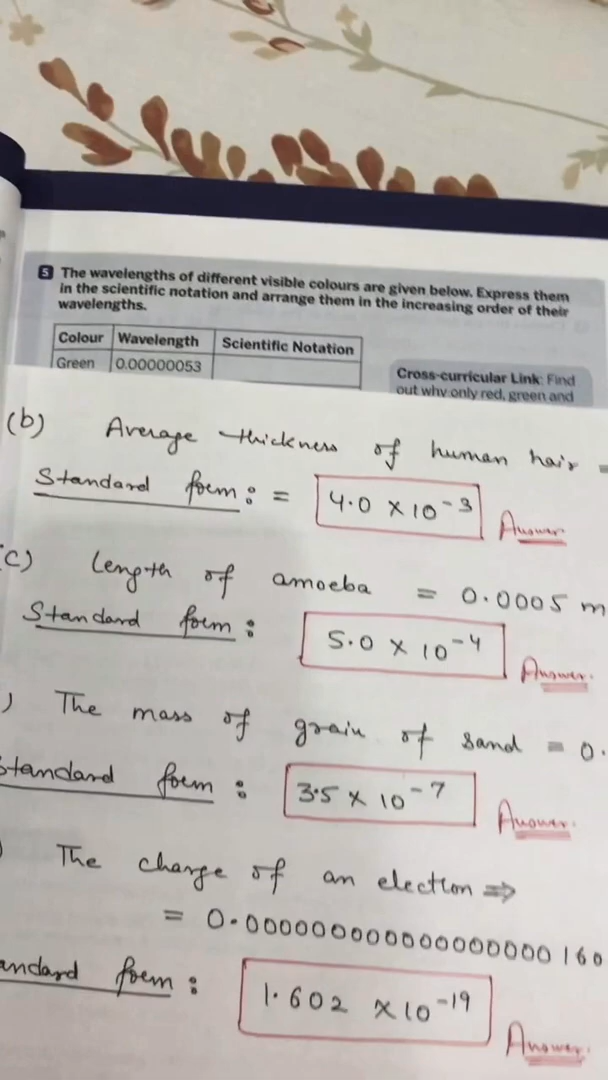 5 The wavelengths of different visible colours are given below. Express them
in the scientific notation and arrange them in the increasing order of their
wavelengths.
Colour Wavelength Scientific Notation
Green 0.00000053
Cross-curricular Link: Find
out why only red, green and
(b) Average thickness of human hair =
Standard form : = 4.0 × 10⁻³ Answer
(c) Length of amoeba = 0.0005 m
Standard form : 5.0 × 10⁻⁴ Answer.
) The mass of grain of sand = 0.
Standard form : 3.5 × 10⁻⁷ Answer.
) The charge of an electron ⇒
= 0.0000000000000000000160
andard form : 1.602 × 10⁻¹⁹ Answer.